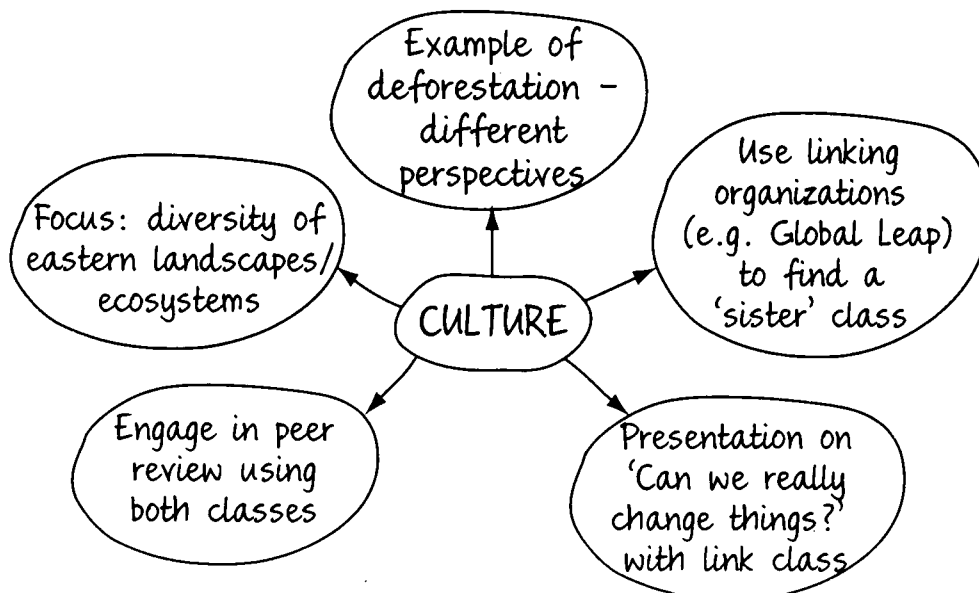 Example of
deforestation –
different
perspectives
Use linking
organizations
(e.g. Global Leap)
to find a
‘sister’ class
Focus: diversity of
eastern landscapes/
ecosystems
CULTURE
Engage in peer
review using
both classes
Presentation on
‘Can we really
change things?’
with link class